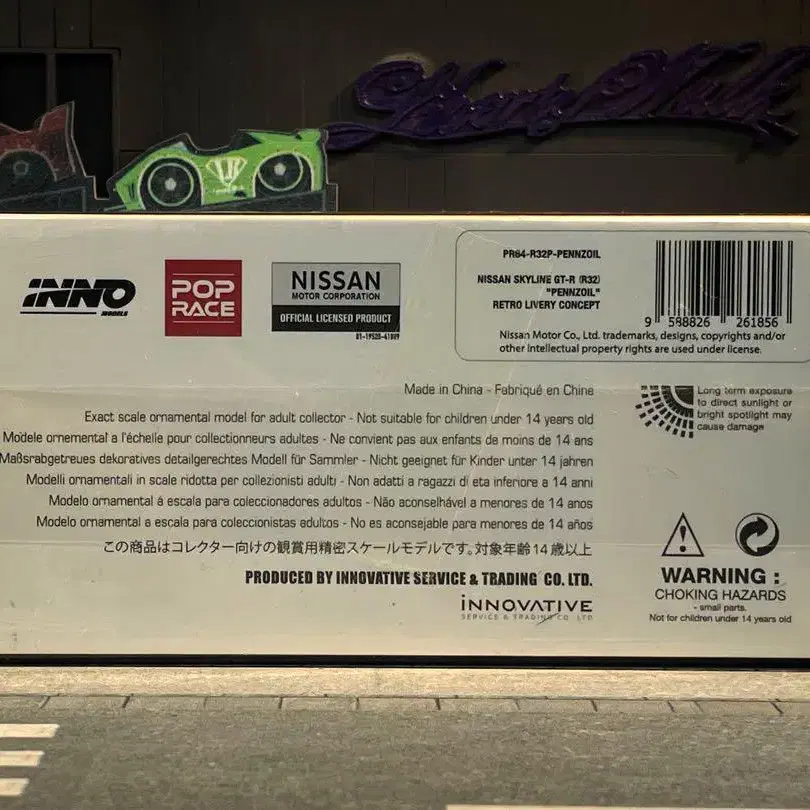 Liberty Walk
LB
INNO
MODELS
POP
RACE
NISSAN
MOTOR CORPORATION
OFFICIAL LICENSED PRODUCT
PR64-R32P-PENNZOIL
NISSAN SKYLINE GT-R (R32)
"PENNZOIL"
RETRO LIVERY CONCEPT
9 588826 261856
Nissan Motor Co., Ltd. trademarks, designs, copyrights and/or
other intellectual property rights are used under license.
Made in China - Fabriqué en Chine
Exact scale ornamental model for adult collector - Not suitable for children under 14 years old
Modèle ornemental a l'échelle pour collectionneurs adultes - Ne convient pas aux enfants de moins de 14 ans
Maßsrabgetreues dekoratives detailgerechtes Modell für Sammler - Nicht geeignet für Kinder unter 14 jahren
Modelli ornamentali in scale ridotta per collezionisti adulti - Non adatti a ragazzi di eta inferiore a 14 anni
Modelo ornamental á escala para coleccionadores adultos - Não aconselhável a menores de 14 anos
Modelo ornamental a escala para coleccionistas adultos - No es aconsejable para menores de 14 años
この商品はコレクター向けの観賞用精密スケールモデルです。対象年齢14歳以上
PRODUCED BY INNOVATIVE SERVICE & TRADING CO. LTD.
INNOVATIVE
SERVICE & TRADING CO. LTD
Long term exposure
to direct sunlight or
bright spotlight may
cause damage
WARNING :
CHOKING HAZARDS
- small parts.
Not for children under 14 years old